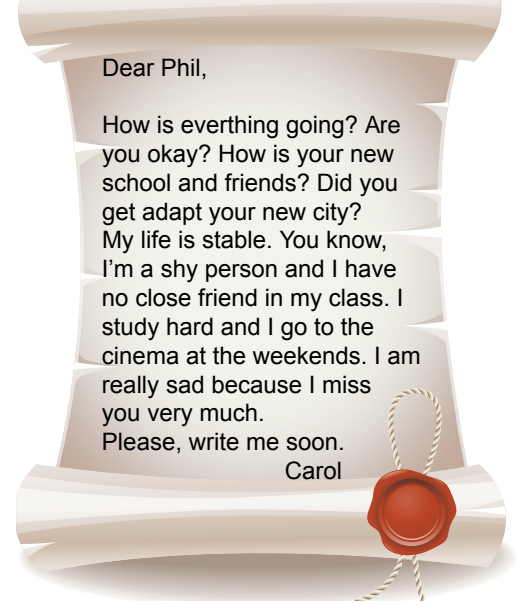 Dear Phil,
How is everthing going? Are
you okay? How is your new
school and friends? Did you
get adapt your new city?
My life is stable. You know,
I'm a shy person and I have
no close friend in my class. I
study hard and I go to the
cinema at the weekends. I am
really sad because I miss
you very much.
Please, write me soon.
Carol